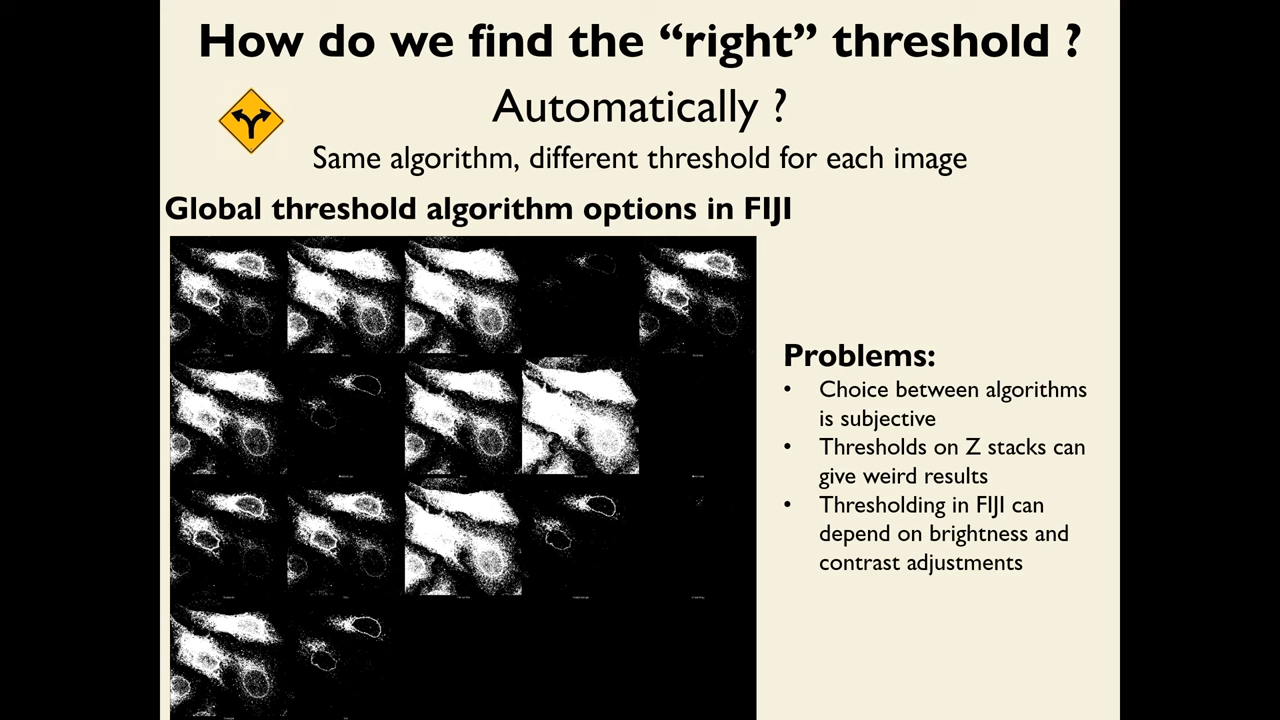 How do we find the “right” threshold ?
Automatically ?
Same algorithm, different threshold for each image
Global threshold algorithm options in FIJI
Problems:
• Choice between algorithms
is subjective
• Thresholds on Z stacks can
give weird results
• Thresholding in FIJI can
depend on brightness and
contrast adjustments